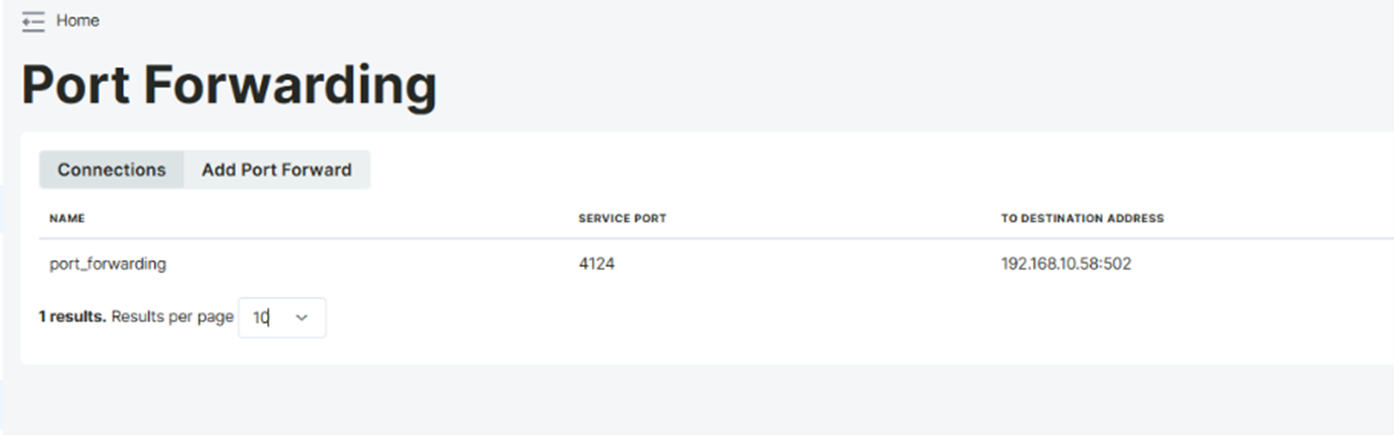 Home
Port Forwarding
Connections Add Port Forward
NAME SERVICE PORT TO DESTINATION ADDRESS
port_forwarding 4124 192.168.10.58:502
1 results. Results per page 10